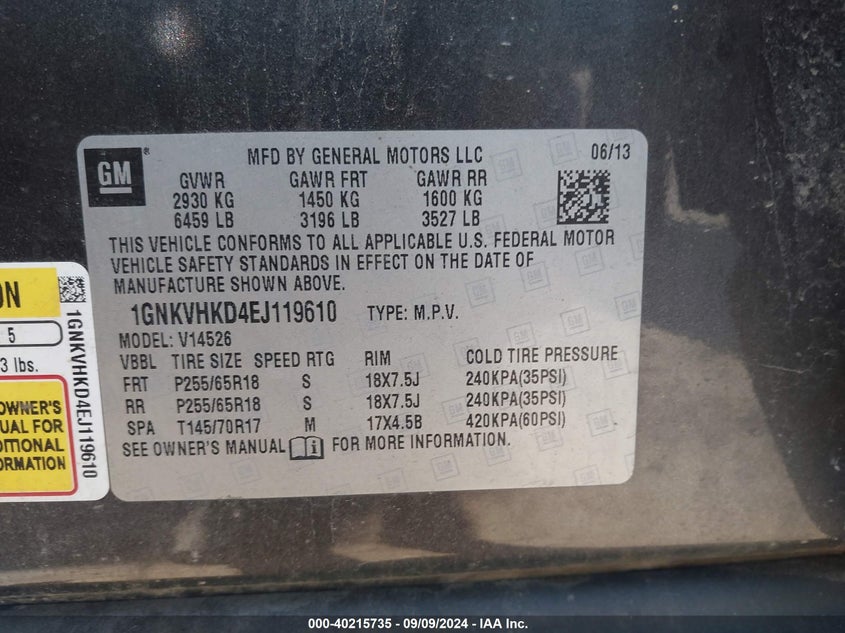 GM
MFD BY GENERAL MOTORS LLC 06/13
GVWR GAWR FRT GAWR RR
2930 KG 1450 KG 1600 KG
6459 LB 3196 LB 3527 LB
THIS VEHICLE CONFORMS TO ALL APPLICABLE U.S. FEDERAL MOTOR
VEHICLE SAFETY STANDARDS IN EFFECT ON THE DATE OF
MANUFACTURE SHOWN ABOVE.
1GNKVHKD4EJ119610 TYPE: M.P.V.
MODEL: V14526
VBBL TIRE SIZE SPEED RTG RIM COLD TIRE PRESSURE
FRT P255/65R18 S 18X7.5J 240KPA(35PSI)
RR P255/65R18 S 18X7.5J 240KPA(35PSI)
SPA T145/70R17 M 17X4.5B 420KPA(60PSI)
SEE OWNER'S MANUAL i FOR MORE INFORMATION.
ON
5
3 lbs.
OWNER'S
UAL FOR
DITIONAL
ORMATION
1GNKVHKD4EJ119610
000-40215735 - 09/09/2024 - IAA Inc.